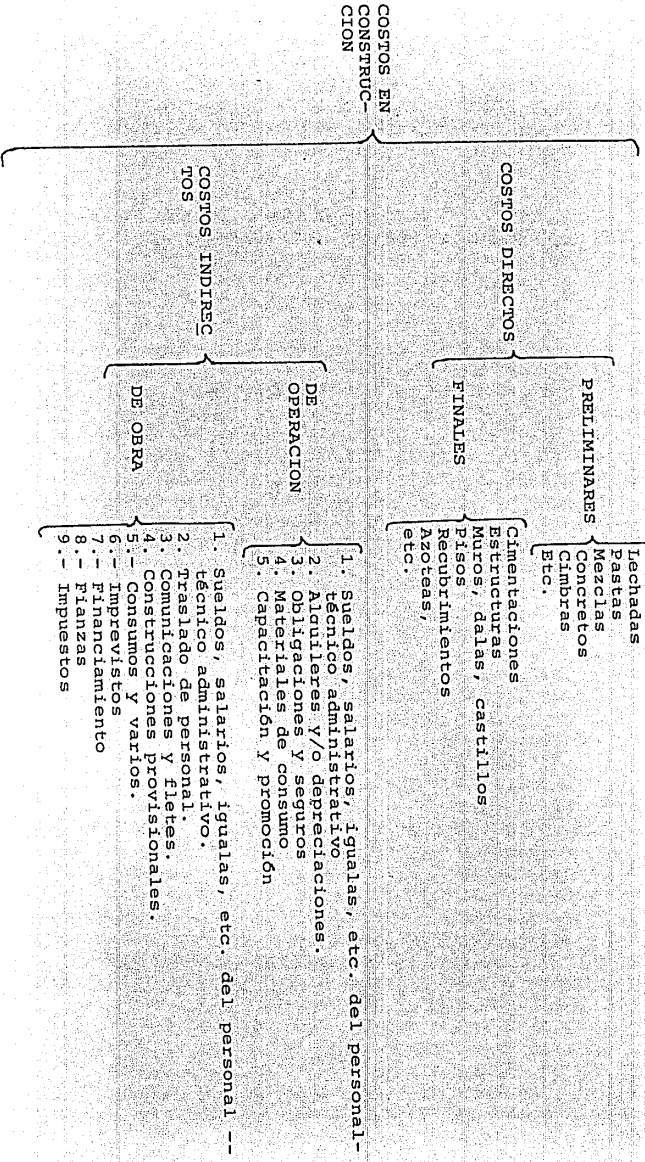 COSTOS EN
CONSTRUC-
CION
COSTOS DIRECTOS
PRELIMINARES
Lechadas
Pastas
Mezclas
Concretos
Cimbras
Etc.
FINALES
Cimentaciones
Estructuras
Muros, dalas, castillos
Pisos
Recubrimientos
Azoteas,
etc.
COSTOS INDIREC
TOS
DE
OPERACION
1. Sueldos, salarios, igualas, etc. del personal-
técnico administrativo
2. Alquileres y/o depreciaciones.
3. Obligaciones y seguros
4. Materiales de consumo
5. Capacitación y promoción
DE OBRA
1. Sueldos, salarios, igualas, etc. del personal --
técnico administrativo.
2. Traslado de personal.
3. Comunicaciones y fletes.
4. Construcciones provisionales.
5.- Consumos y varios.
6.- Imprevistos
7.- Financiamiento
8.- Fianzas
9.- Impuestos